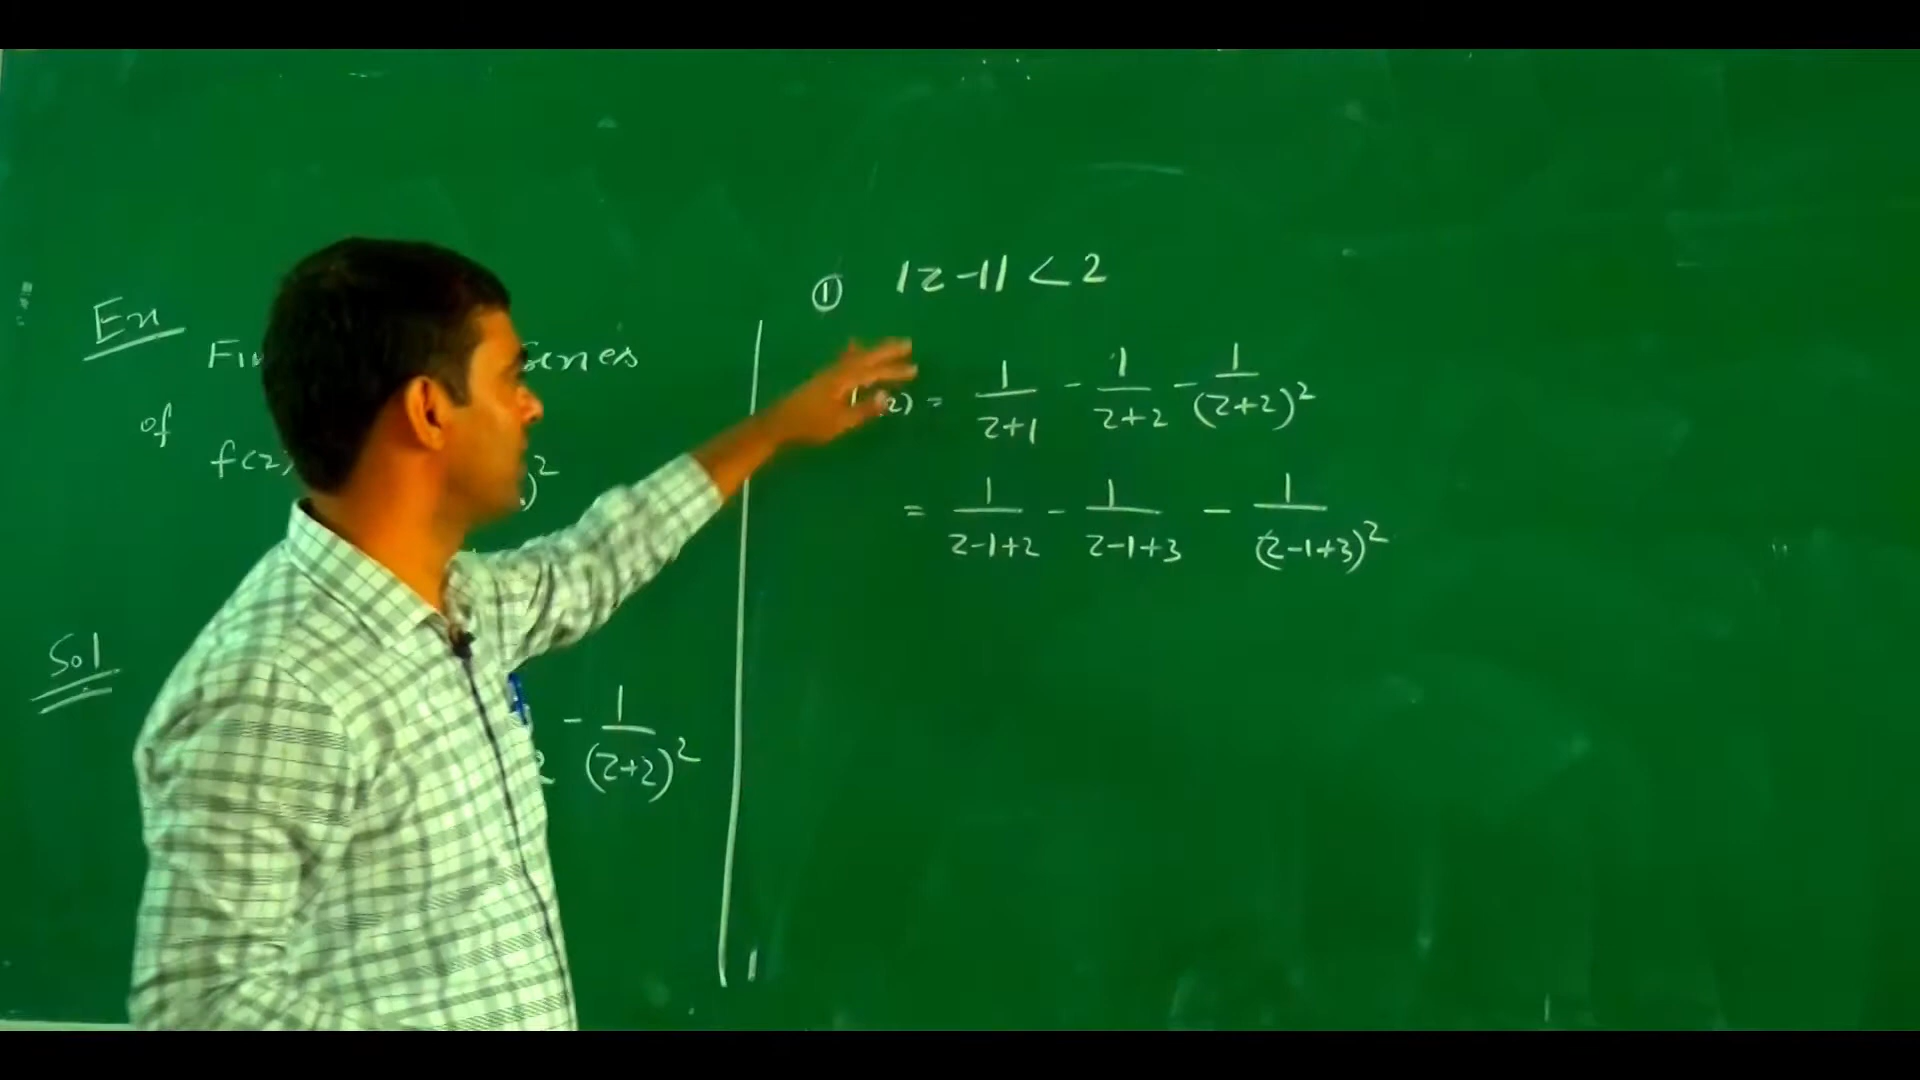 Ex
Series
of
f(z)
)²
Sol
- 1/(z+2)²
① |z-1| < 2
(z) = 1/(z+1) - 1/(z+2) - 1/(z+2)²
= 1/(z-1+2) - 1/(z-1+3) - 1/(z-1+3)²